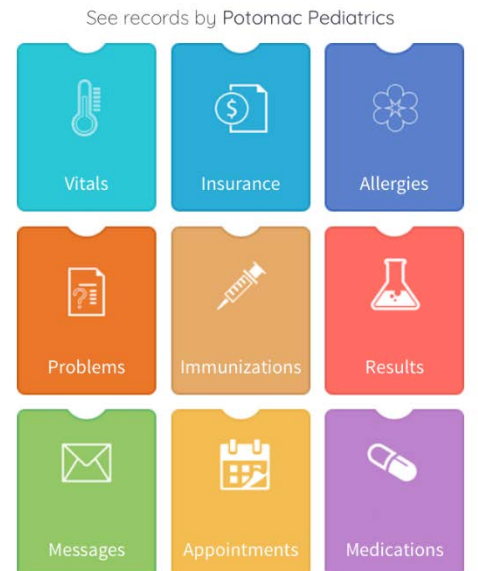 See records by Potomac Pediatrics
Vitals
Insurance
Allergies
Problems
Immunizations
Results
Messages
Appointments
Medications